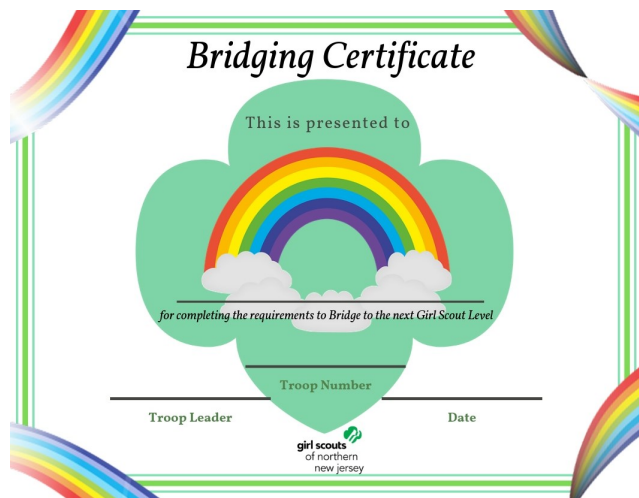 Bridging Certificate
This is presented to
for completing the requirements to Bridge to the next Girl Scout Level
Troop Number
Troop Leader
Date
girl scouts
of northern
new jersey